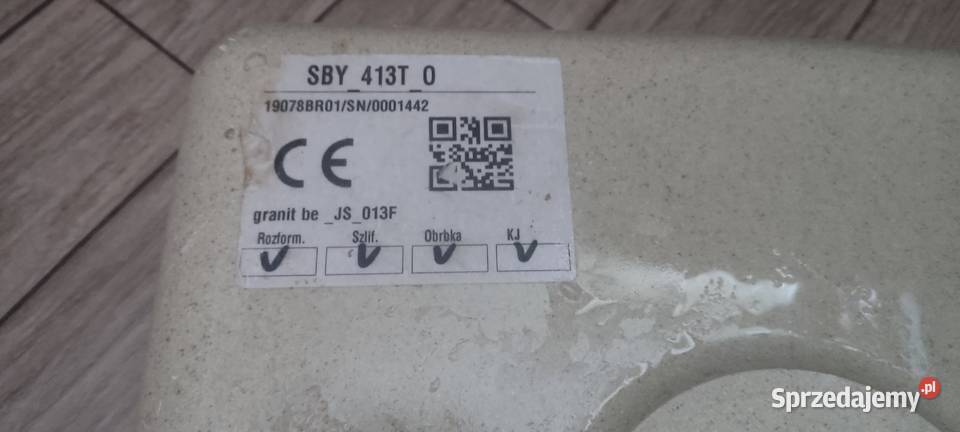 SBY_413T_0
19078BR01/SN/0001442
CE
granit be _JS_013F
Rozform. Szlif. Obrbka KJ
Sprzedajemy.pl